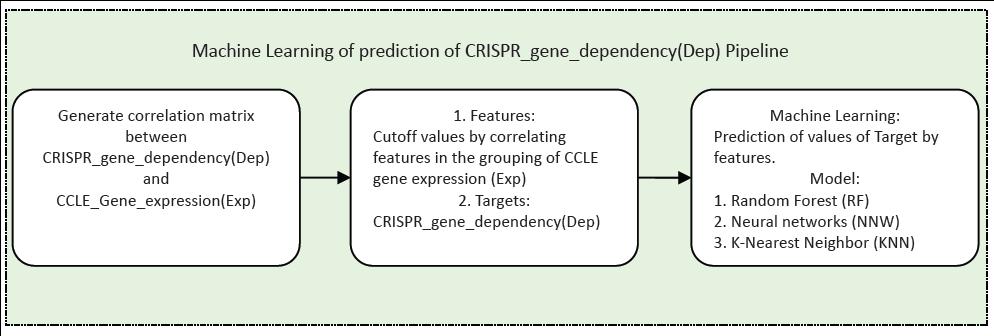 Machine Learning of prediction of CRISPR_gene_dependency(Dep) Pipeline
Generate correlation matrix
between
CRISPR_gene_dependency(Dep)
and
CCLE_Gene_expression(Exp)
1. Features:
Cutoff values by correlating
features in the grouping of CCLE
gene expression (Exp)
2. Targets:
CRISPR_gene_dependency(Dep)
Machine Learning:
Prediction of values of Target by
features.
Model:
1. Random Forest (RF)
2. Neural networks (NNW)
3. K-Nearest Neighbor (KNN)